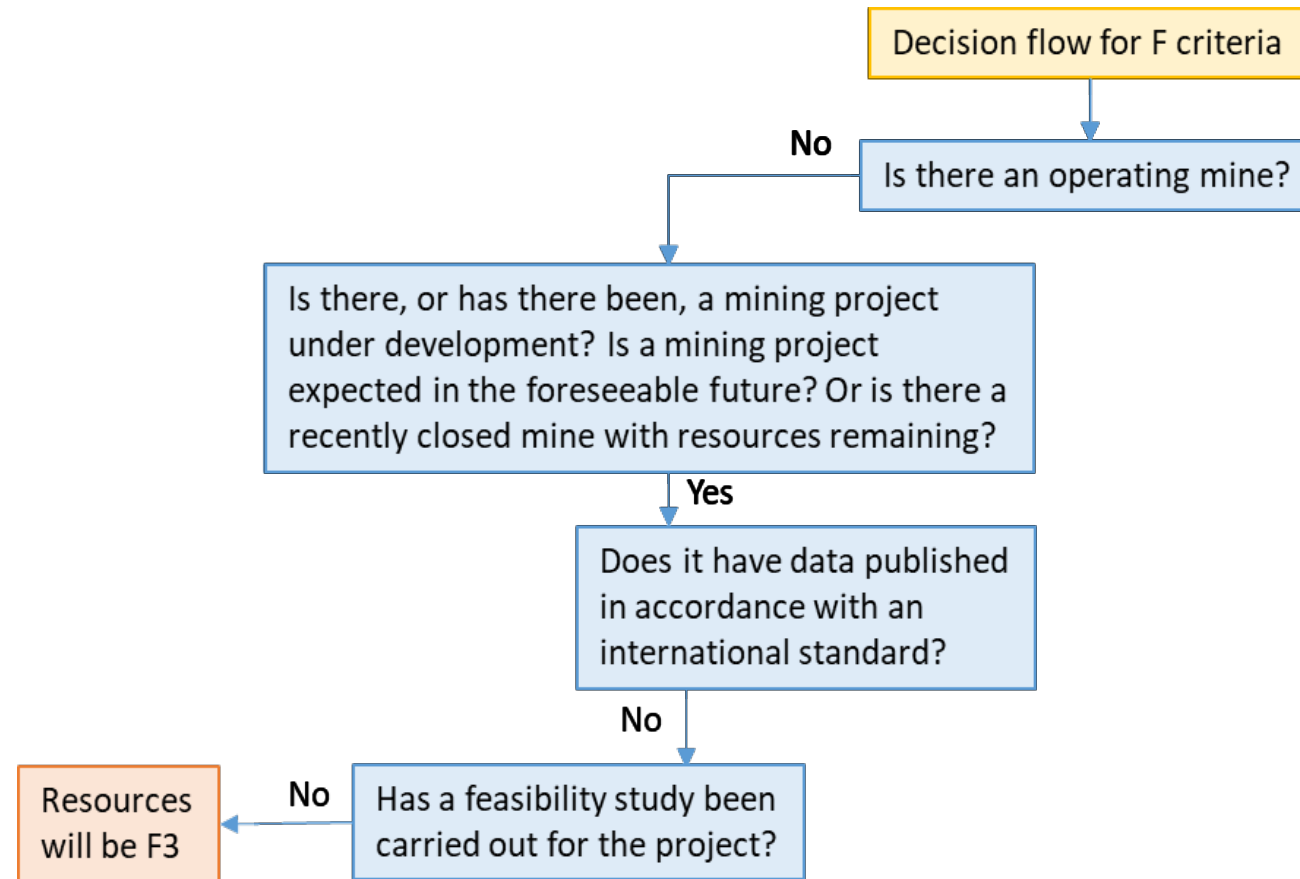 Decision flow for F criteria
No
Is there an operating mine?
Is there, or has there been, a mining project
under development? Is a mining project
expected in the foreseeable future? Or is there a
recently closed mine with resources remaining?
Yes
Does it have data published
in accordance with an
international standard?
No
Resources
will be F3
No
Has a feasibility study been
carried out for the project?